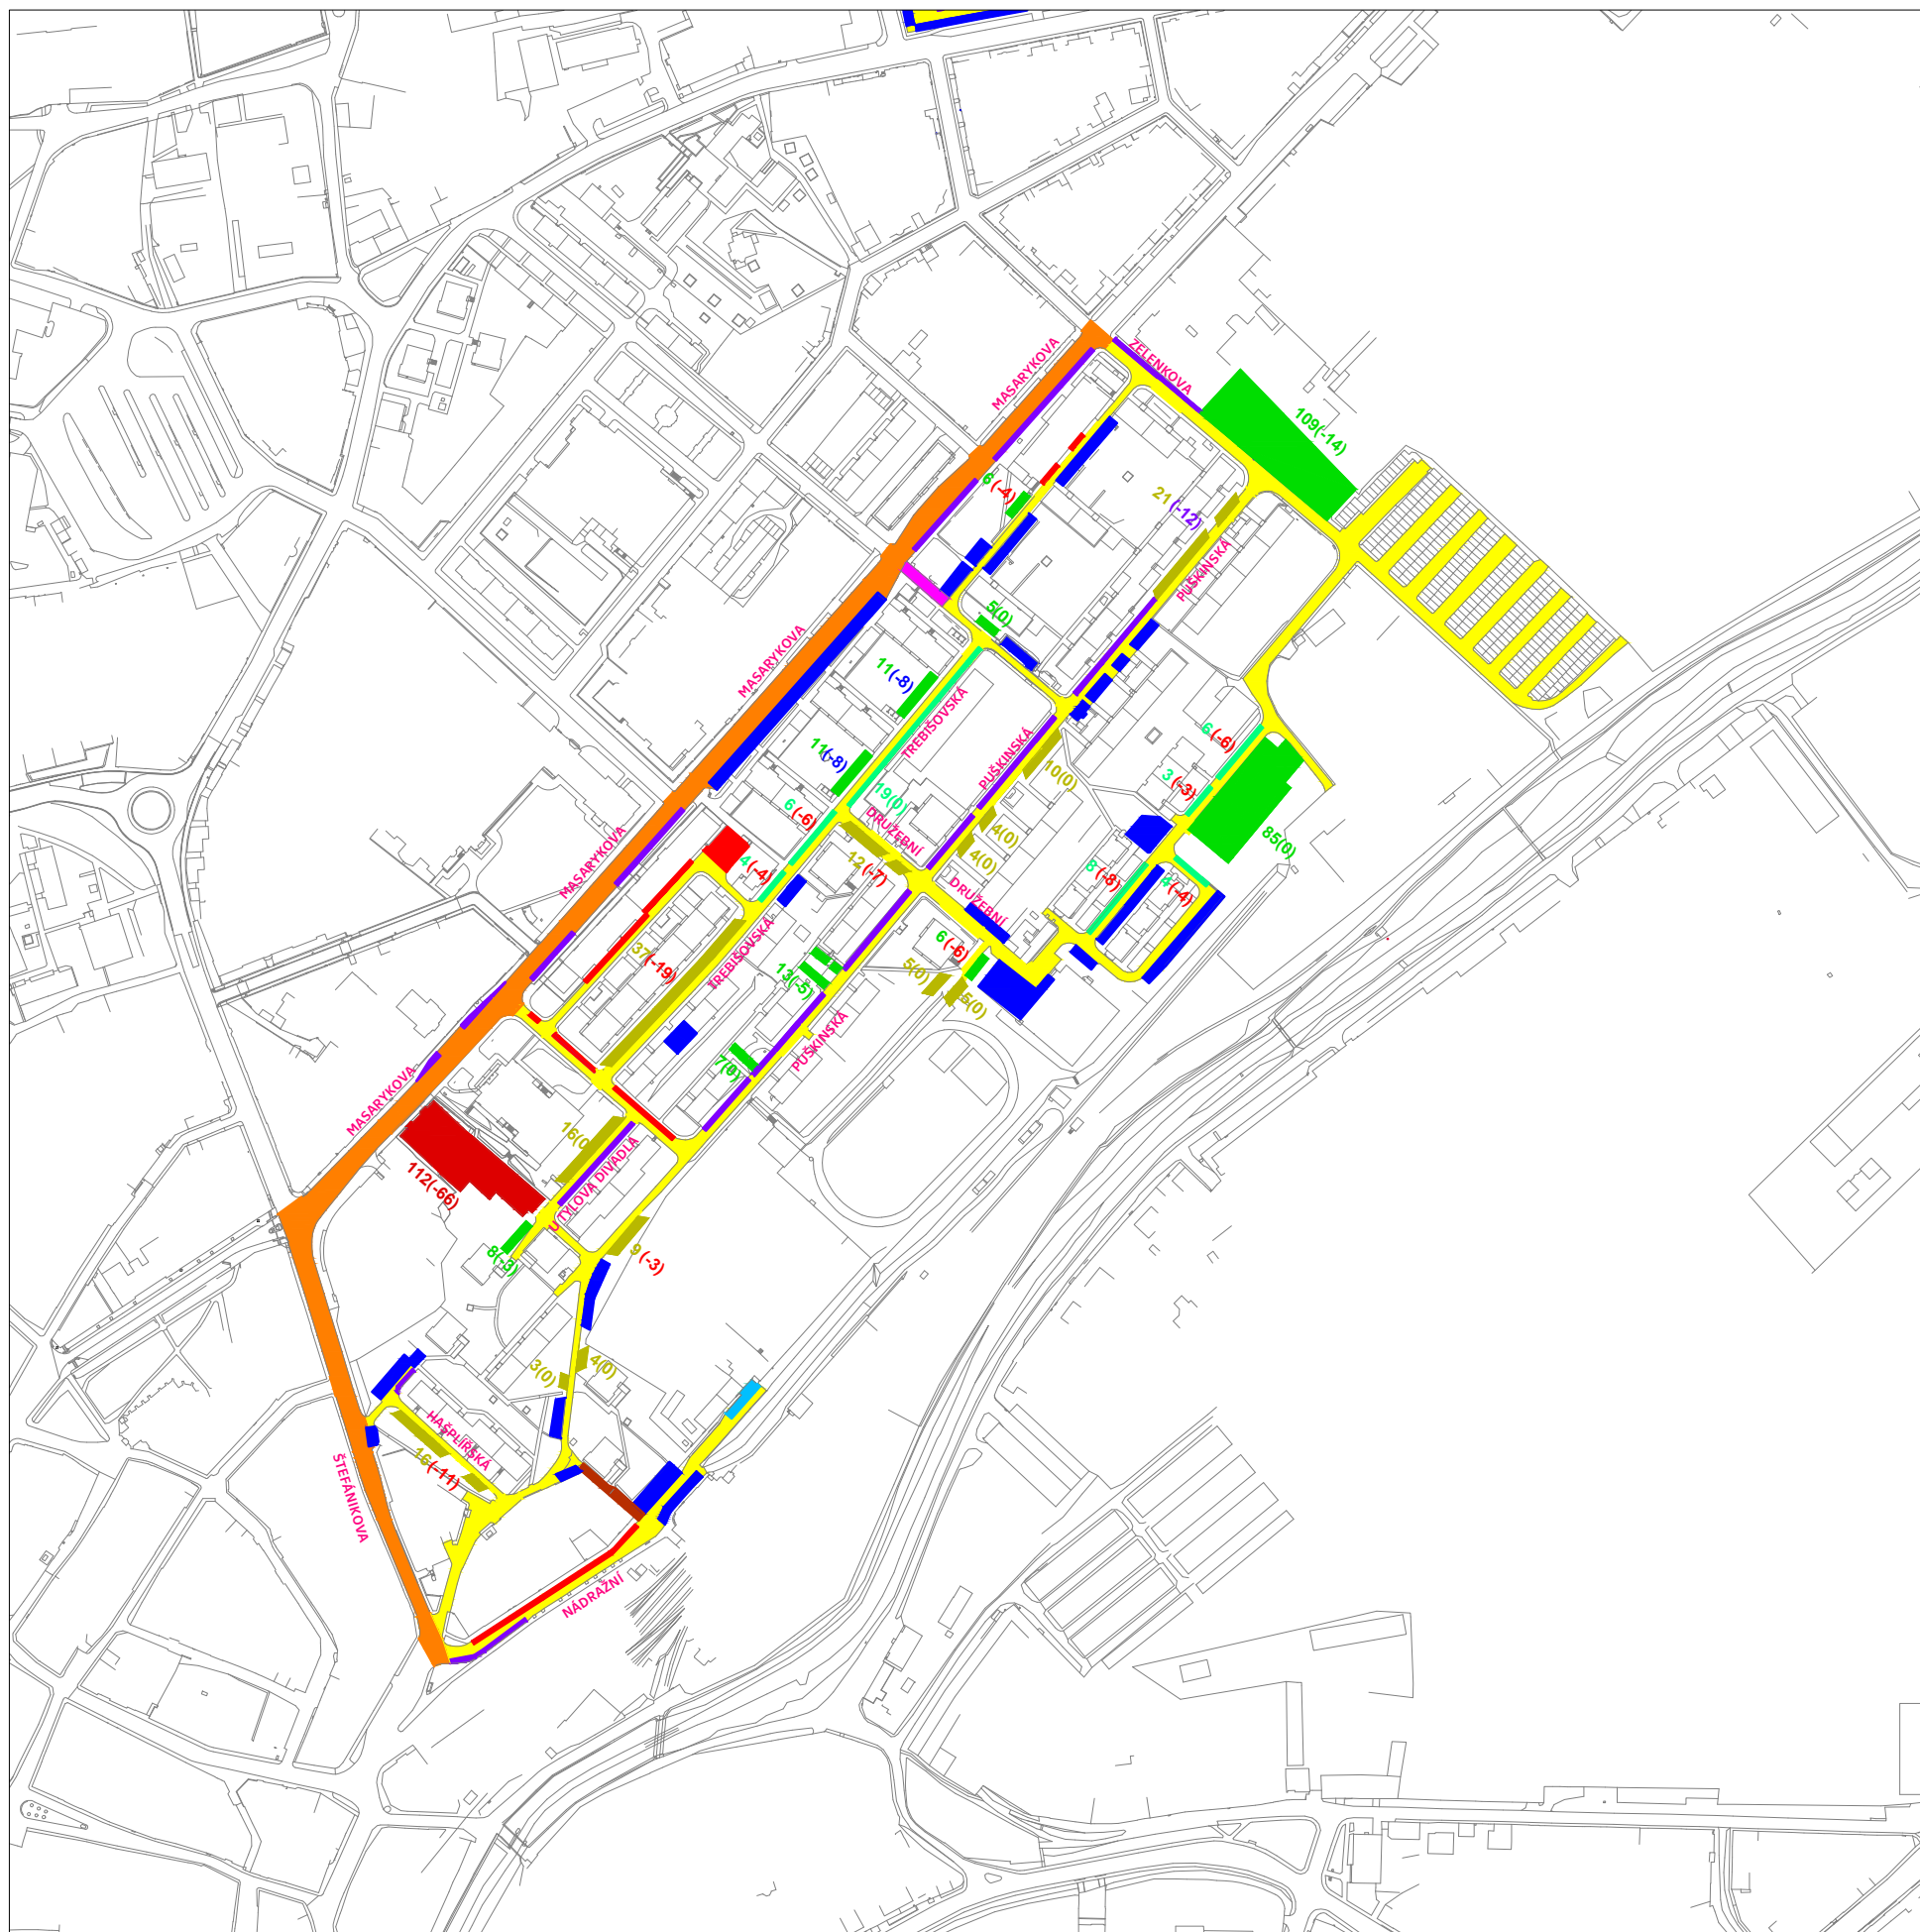 ZELENKOVA
MASARYKOVA
109(-14)
6(-4)
21(-12)
PUŠKINSKÁ
5(0)
MASARYKOVA
11(-8)
TREBIŠOVSKÁ
6(-6)
PUŠKINSKÁ
11(-8)
10(0)
3(-3)
19(0)
6(-6)
DRUŽEBNÍ
4(0)
85(0)
MASARYKOVA
4(-4)
12(-7)
4(0)
8(-8)
4(-4)
DRUŽEBNÍ
37(-19)
TREBIŠOVSKÁ
6(-6)
5(0)
13(-5)
5(0)
PUŠKINSKÁ
7(0)
MASARYKOVA
16(0
112(-66)
U TYLOVA DIVADLA
8(-3)
9(-3)
3(0)
4(0)
HAŠPLÍŘSKÁ
16(-11)
ŠTEFÁNIKOVA
NÁDRAŽNÍ